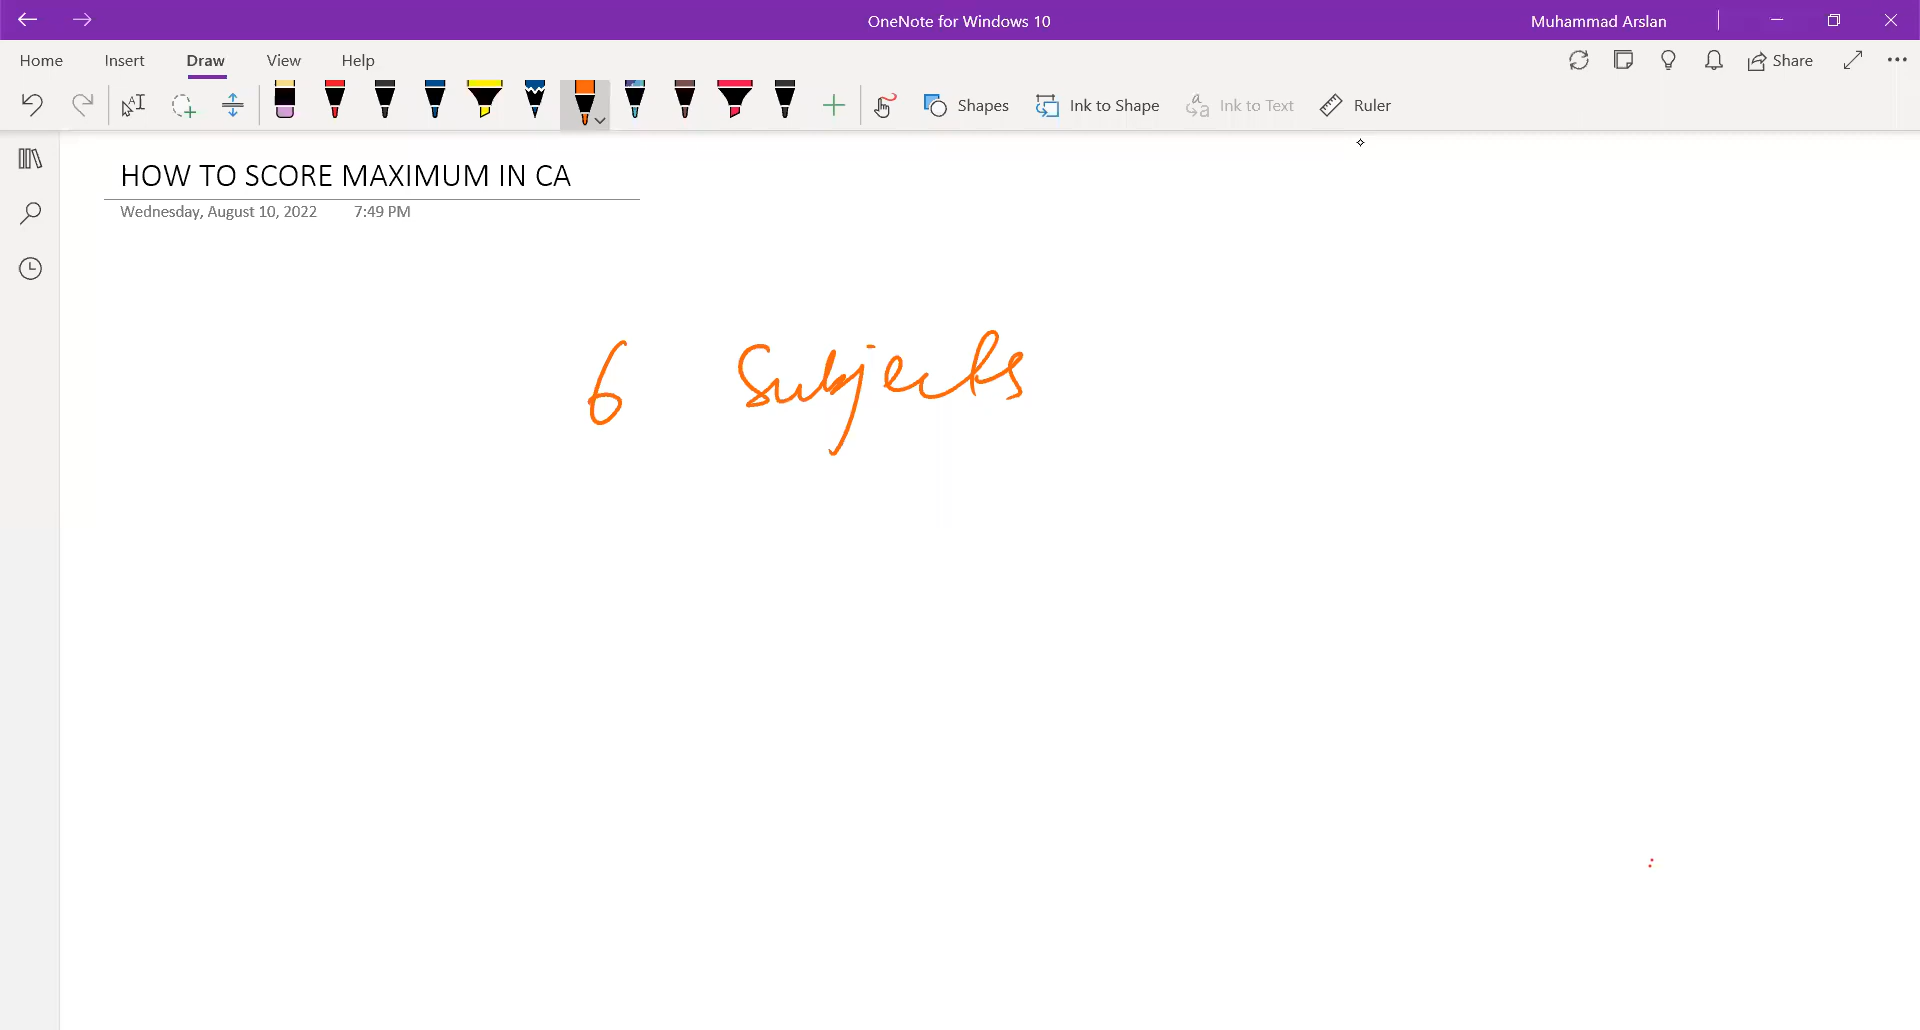 OneNote for Windows 10
Muhammad Arslan
Home Insert Draw View Help
Share
Shapes Ink to Shape Ink to Text Ruler
HOW TO SCORE MAXIMUM IN CA
Wednesday, August 10, 2022 7:49 PM
6 Subjects